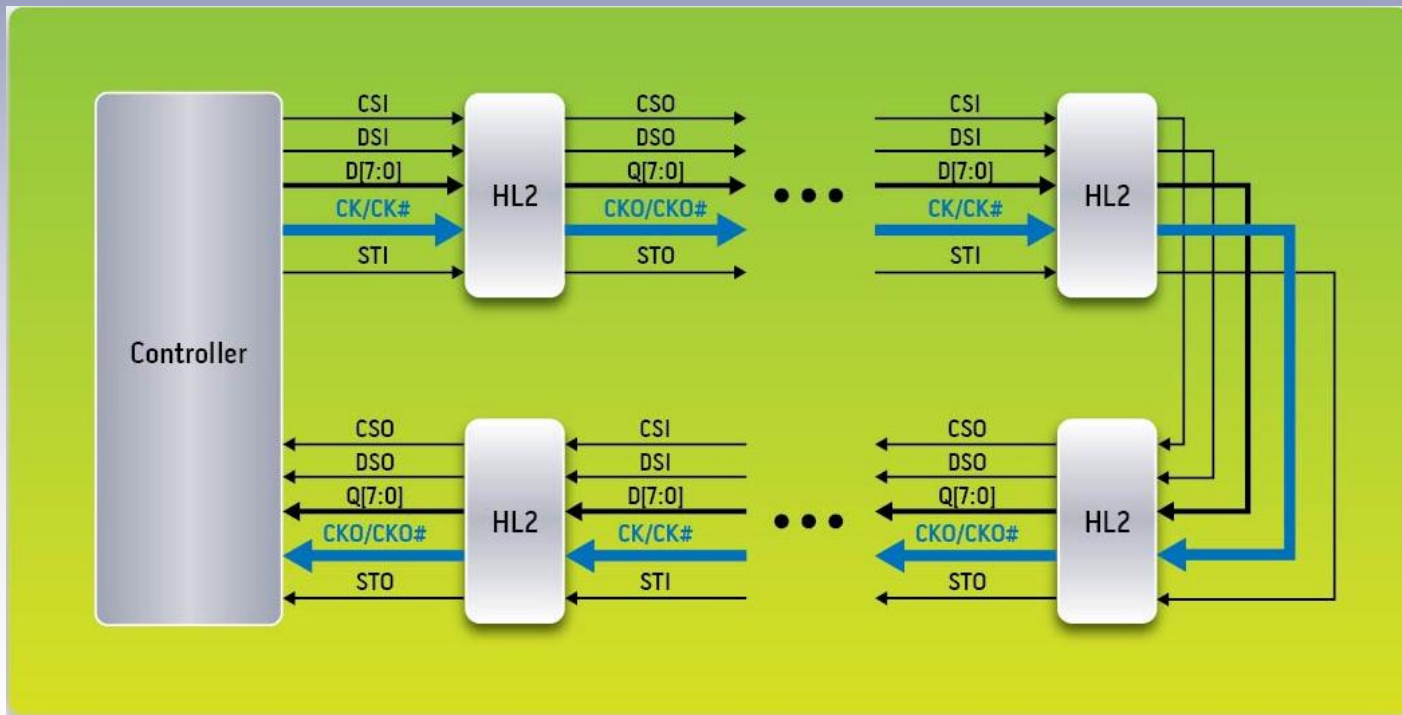 CSI CSO CSI
DSI DSO DSI
D[7:0] Q[7:0] D[7:0]
HL2 HL2
CK/CK# CKO/CKO# CK/CK#
STI STO STI
Controller
CSO CSI CSO
DSO DSI DSO
Q[7:0] D[7:0] Q[7:0]
HL2 HL2
CKO/CKO# CK/CK# CKO/CKO#
STO STI STO